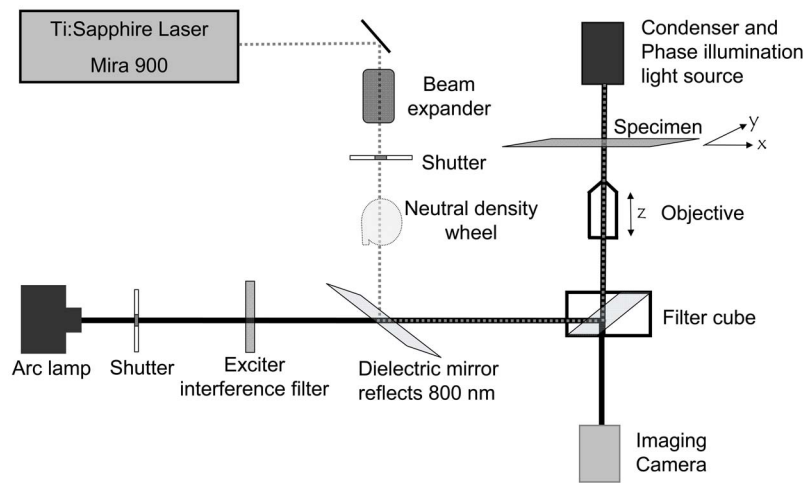 Ti:Sapphire Laser
Mira 900
Beam
expander
Shutter
Neutral density
wheel
Condenser and
Phase illumination
light source
Specimen
y
x
z
Objective
Filter cube
Arc lamp
Shutter
Exciter
interference filter
Dielectric mirror
reflects 800 nm
Imaging
Camera